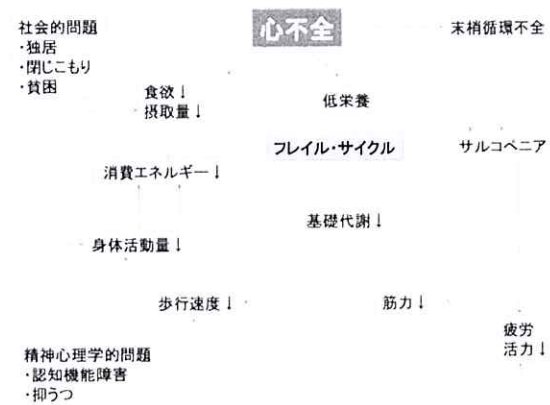 社会的問題
・独居
・閉じこもり
・貧困
心不全
末梢循環不全
食欲↓
摂取量↓
低栄養
フレイル・サイクル
サルコペニア
消費エネルギー↓
基礎代謝↓
身体活動量↓
歩行速度↓
筋力↓
疲労
活力↓
精神心理学的問題
・認知機能障害
・抑うつ